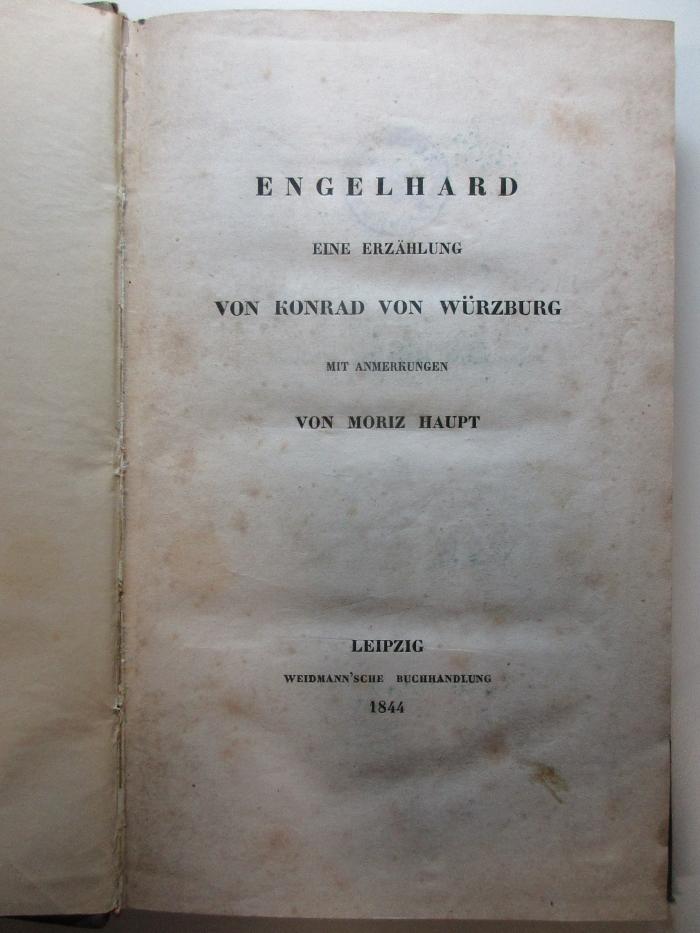 ENGELHARD
EINE ERZÄHLUNG
VON KONRAD VON WÜRZBURG
MIT ANMERKUNGEN
VON MORIZ HAUPT
LEIPZIG
WEIDMANN'SCHE BUCHHANDLUNG
1844